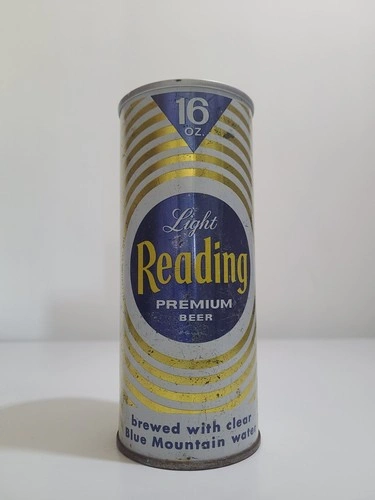 16
OZ.
Light
Reading
PREMIUM
BEER
brewed with clear
Blue Mountain water